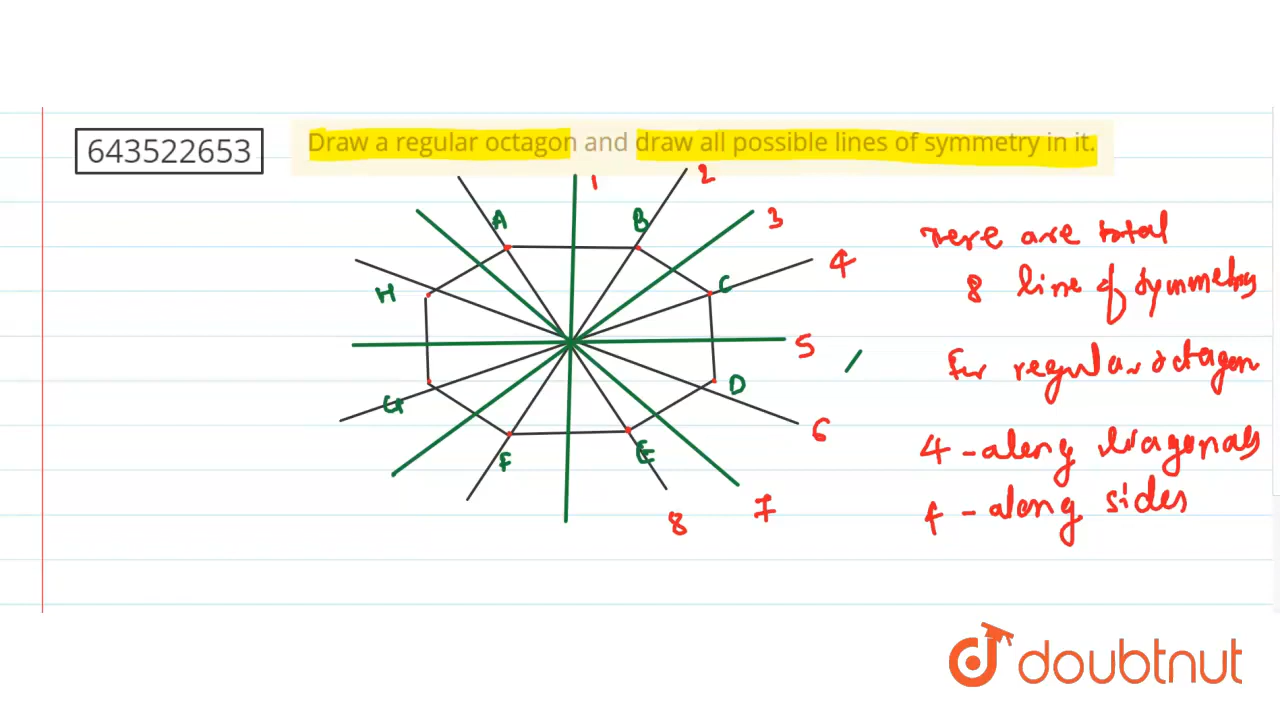 643522653
Draw a regular octagon and draw all possible lines of symmetry in it.
1
2
A
B
3
There are total
H
C
4
8 line of symmetry
5
for regular octagon
G
D
6
F
E
4 - along diagonals
8
7
4 - along sides
doubtnut